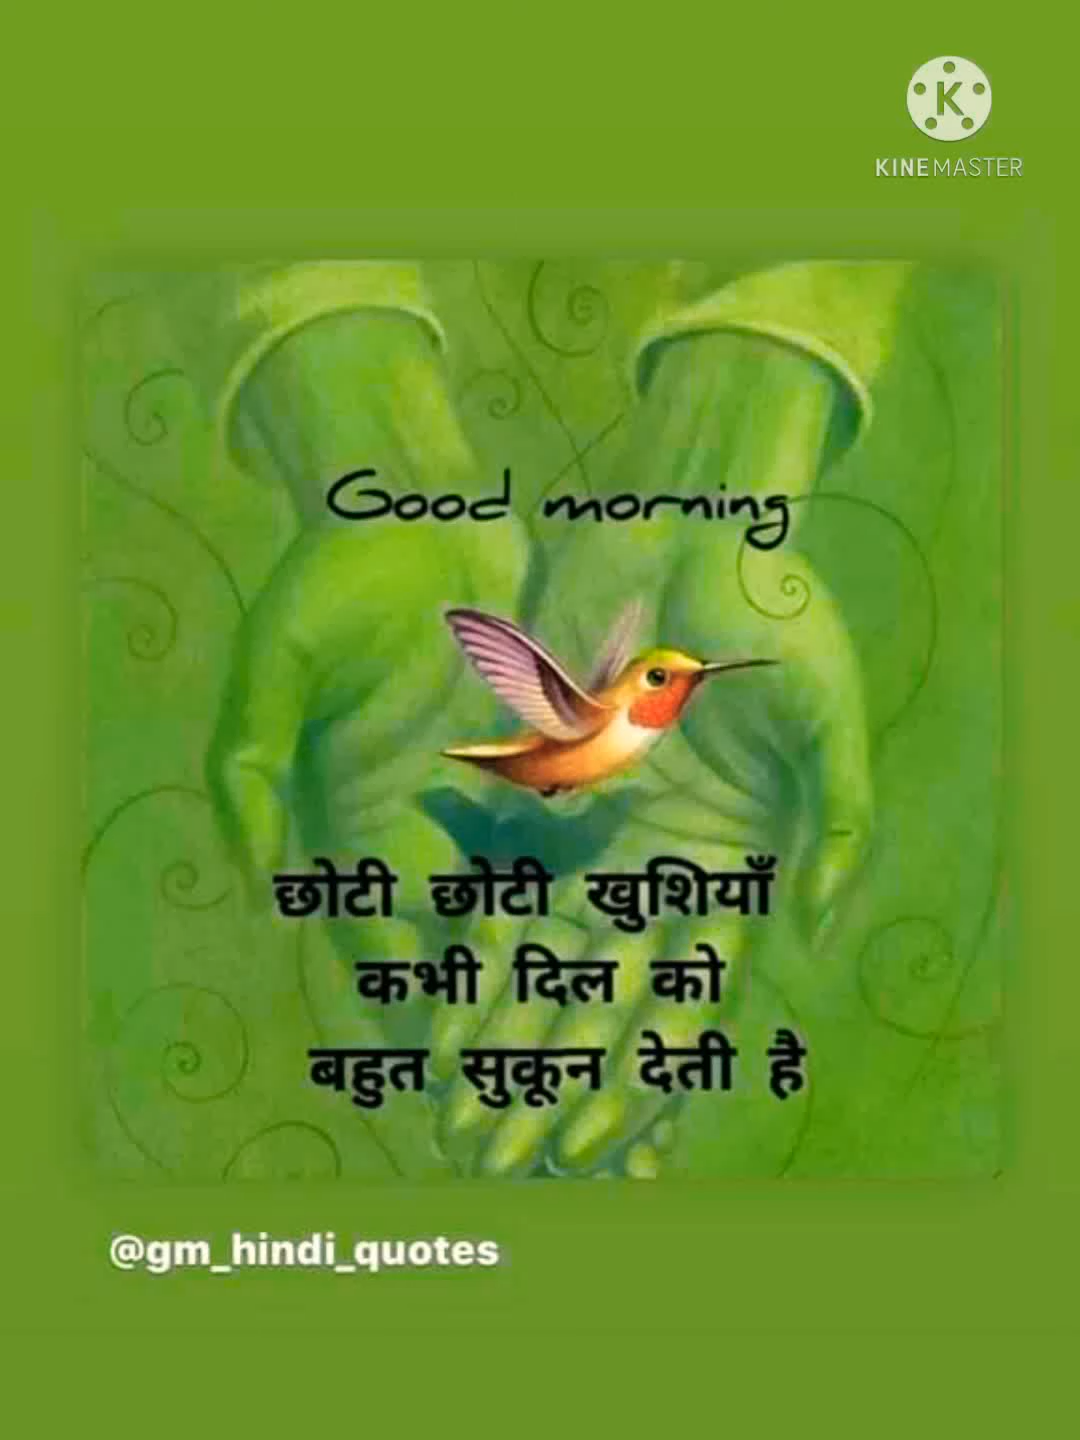 K
KINEMASTER
Good morning
छोटी छोटी खुशियाँ
कभी दिल को
बहुत सुकून देती है
@gm_hindi_quotes